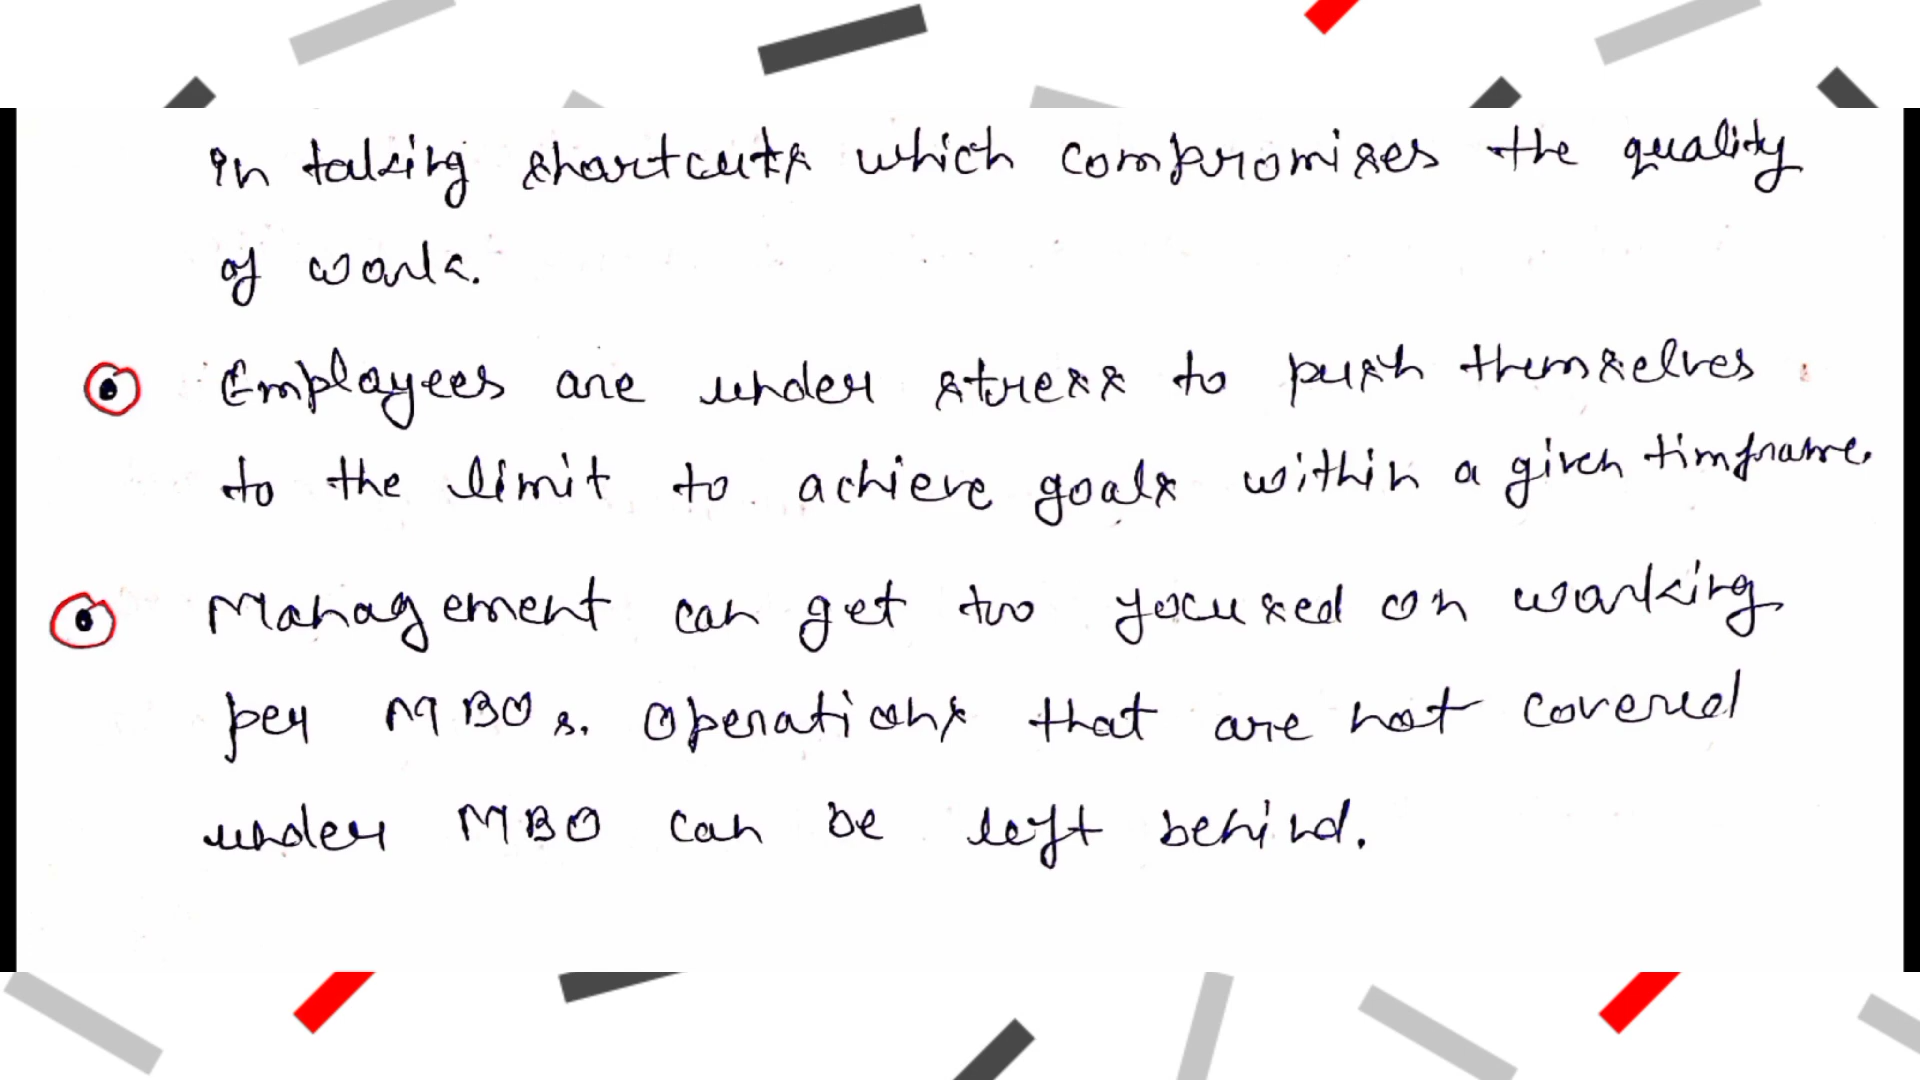 in taking shortcuts which compromises the quality
of work.
Employees are under stress to push themselves
to the limit to achieve goals within a given timframe.
Management can get too focused on working
per MBOs. Operations that are not covered
under MBO can be left behind.